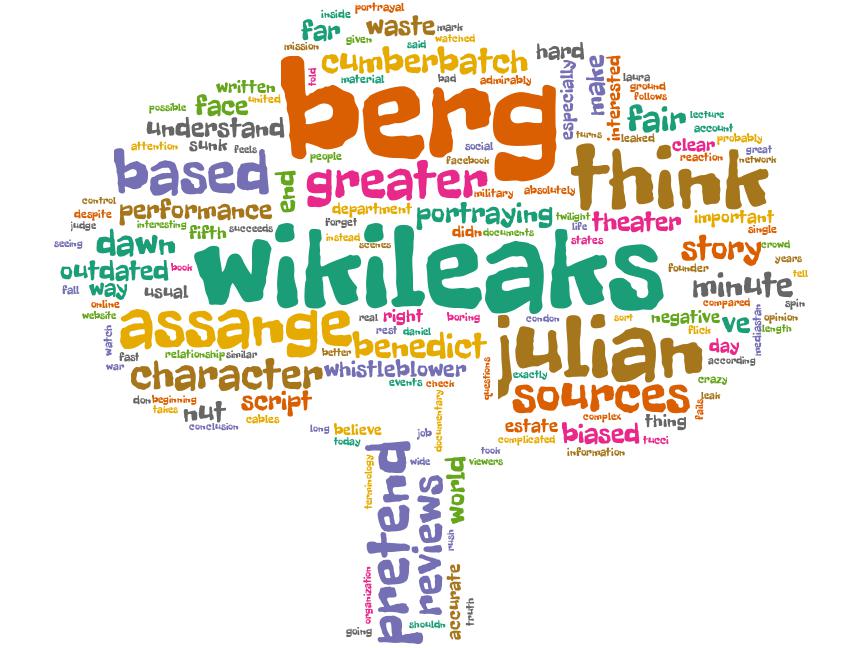 inside portrayal
far given waste mark
mission said watched
cumberbatch hard
told material bad admirably
berg
especially make interested
laura
ground
follows
written
united
possible face
understand
attention sunk feels
people
social
facebook
turns leaked
fair lecture
account
clear probably
reaction great
network
based end greater military absolutely think
control
despite performance department portraying twilight theater important
judge interesting fifth succeeds forget didn documents life single
instead scenes states
seeing dawn wikileaks story crowd
outdated book founder years
fall way usual minute tell
online compared spin
website assange real right boring condon sort negative ve opinion
flick length
watch rest daniel julian day mediastan
fast relationship similar better benedict according
war
character whistleblower exactly crazy
events check questions sources leak
don beginning nut script
takes cables
conclusion
fails
complex thing
estate biased tucci
complicated
information
long believe job documentary
today
took
wide viewers
terminology pretend reviews world
rush
organization accurate truth
going shouldn